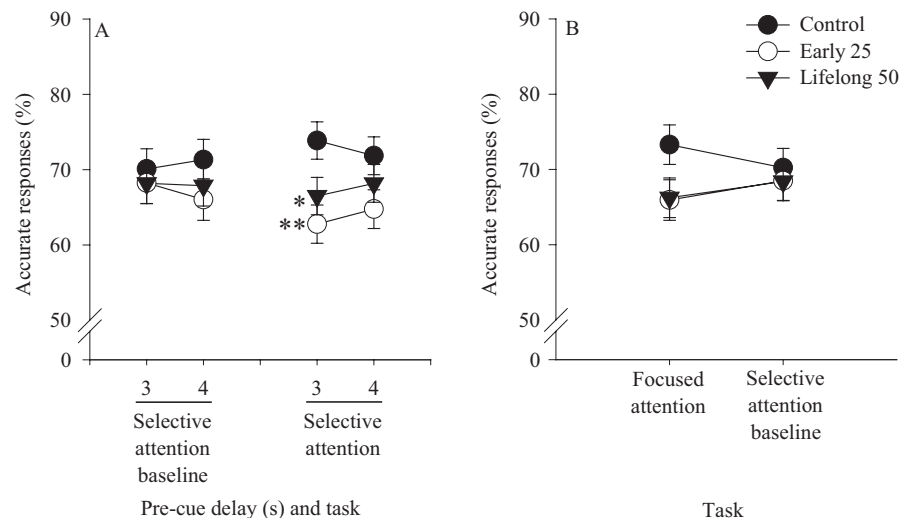 A
Accurate responses (%)
90
80
70
60
50
0
*
**
3 4 3 4
Selective
attention
baseline
Selective
attention
Pre-cue delay (s) and task
B
Control
Early 25
Lifelong 50
Accurate responses (%)
90
80
70
60
50
0
Focused
attention
Selective
attention
baseline
Task